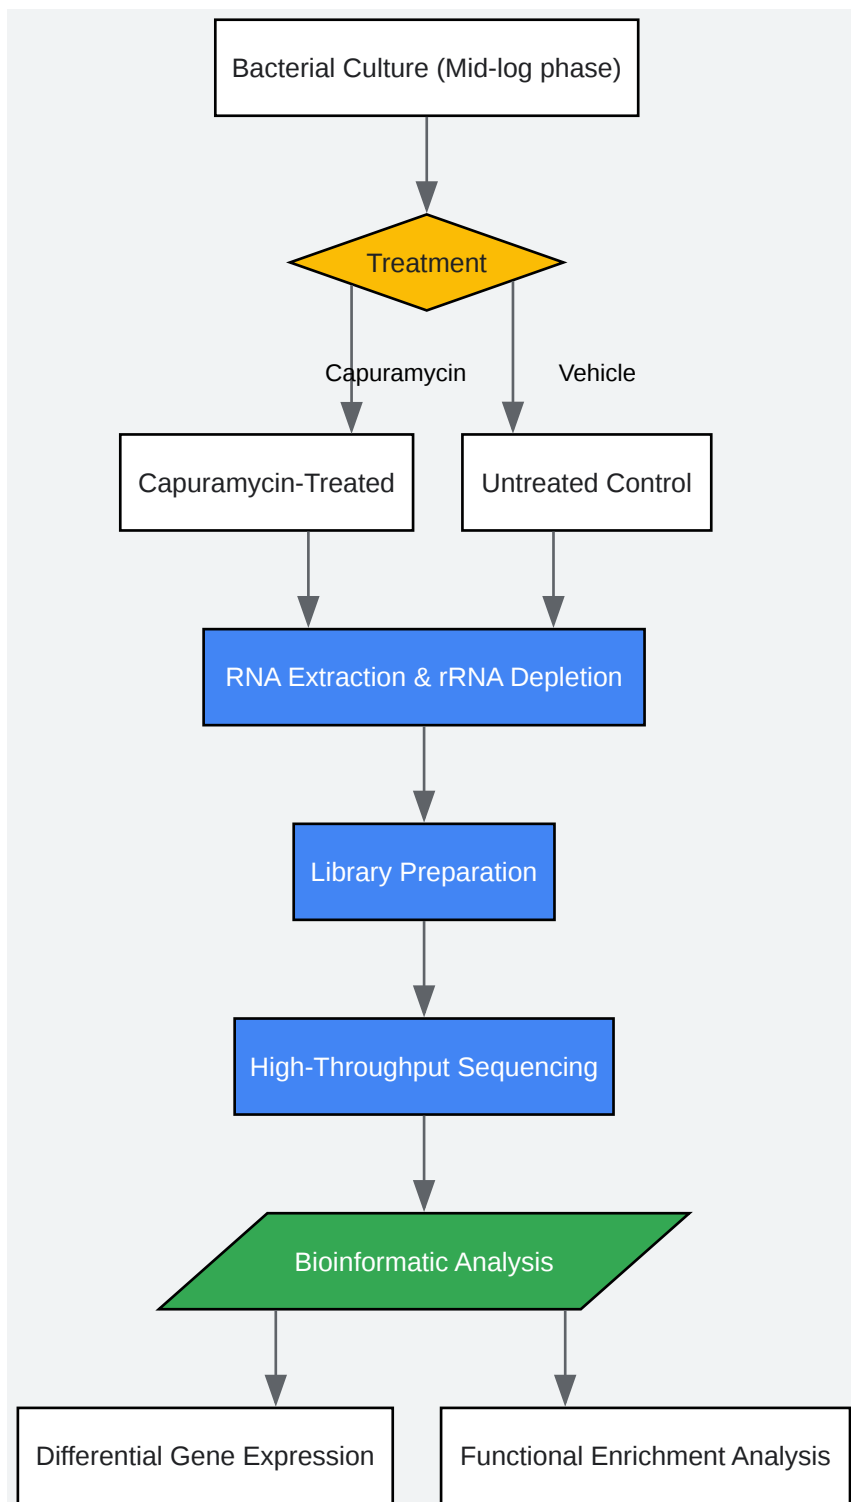 Bacterial Culture (Mid-log phase)
Treatment
Capuramycin
Vehicle
Capuramycin-Treated
Untreated Control
RNA Extraction & rRNA Depletion
Library Preparation
High-Throughput Sequencing
Bioinformatic Analysis
Differential Gene Expression
Functional Enrichment Analysis